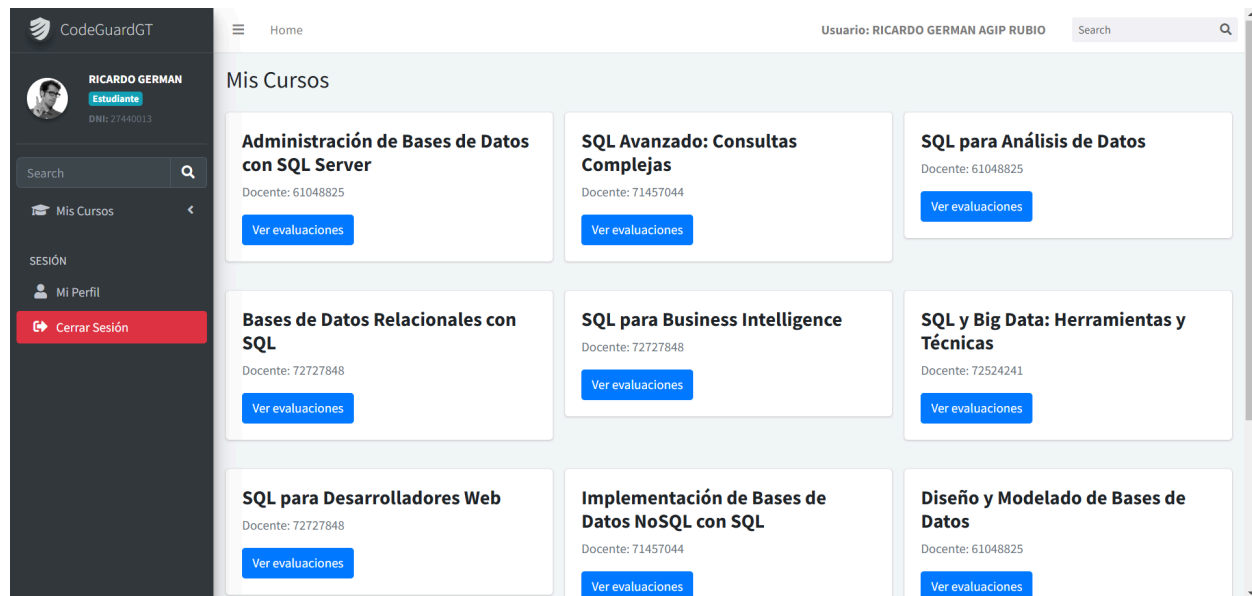 CodeGuardGT
Home
Usuario: RICARDO GERMAN AGIP RUBIO
Search
RICARDO GERMAN
Estudiante
DNI: 27440013
Search
Mis Cursos
SESIÓN
Mi Perfil
Cerrar Sesión
Mis Cursos
Administración de Bases de Datos
con SQL Server
Docente: 61048825
Ver evaluaciones
SQL Avanzado: Consultas
Complejas
Docente: 71457044
Ver evaluaciones
SQL para Análisis de Datos
Docente: 61048825
Ver evaluaciones
Bases de Datos Relacionales con
SQL
Docente: 72727848
Ver evaluaciones
SQL para Business Intelligence
Docente: 72727848
Ver evaluaciones
SQL y Big Data: Herramientas y
Técnicas
Docente: 72524241
Ver evaluaciones
SQL para Desarrolladores Web
Docente: 72727848
Ver evaluaciones
Implementación de Bases de
Datos NoSQL con SQL
Docente: 71457044
Ver evaluaciones
Diseño y Modelado de Bases de
Datos
Docente: 61048825
Ver evaluaciones